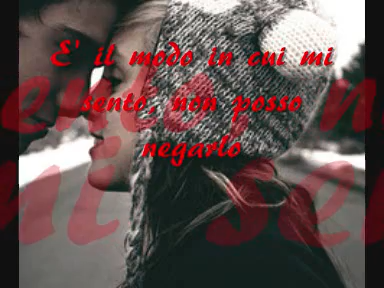 E' il modo in cui mi
sento, non posso
negarlo